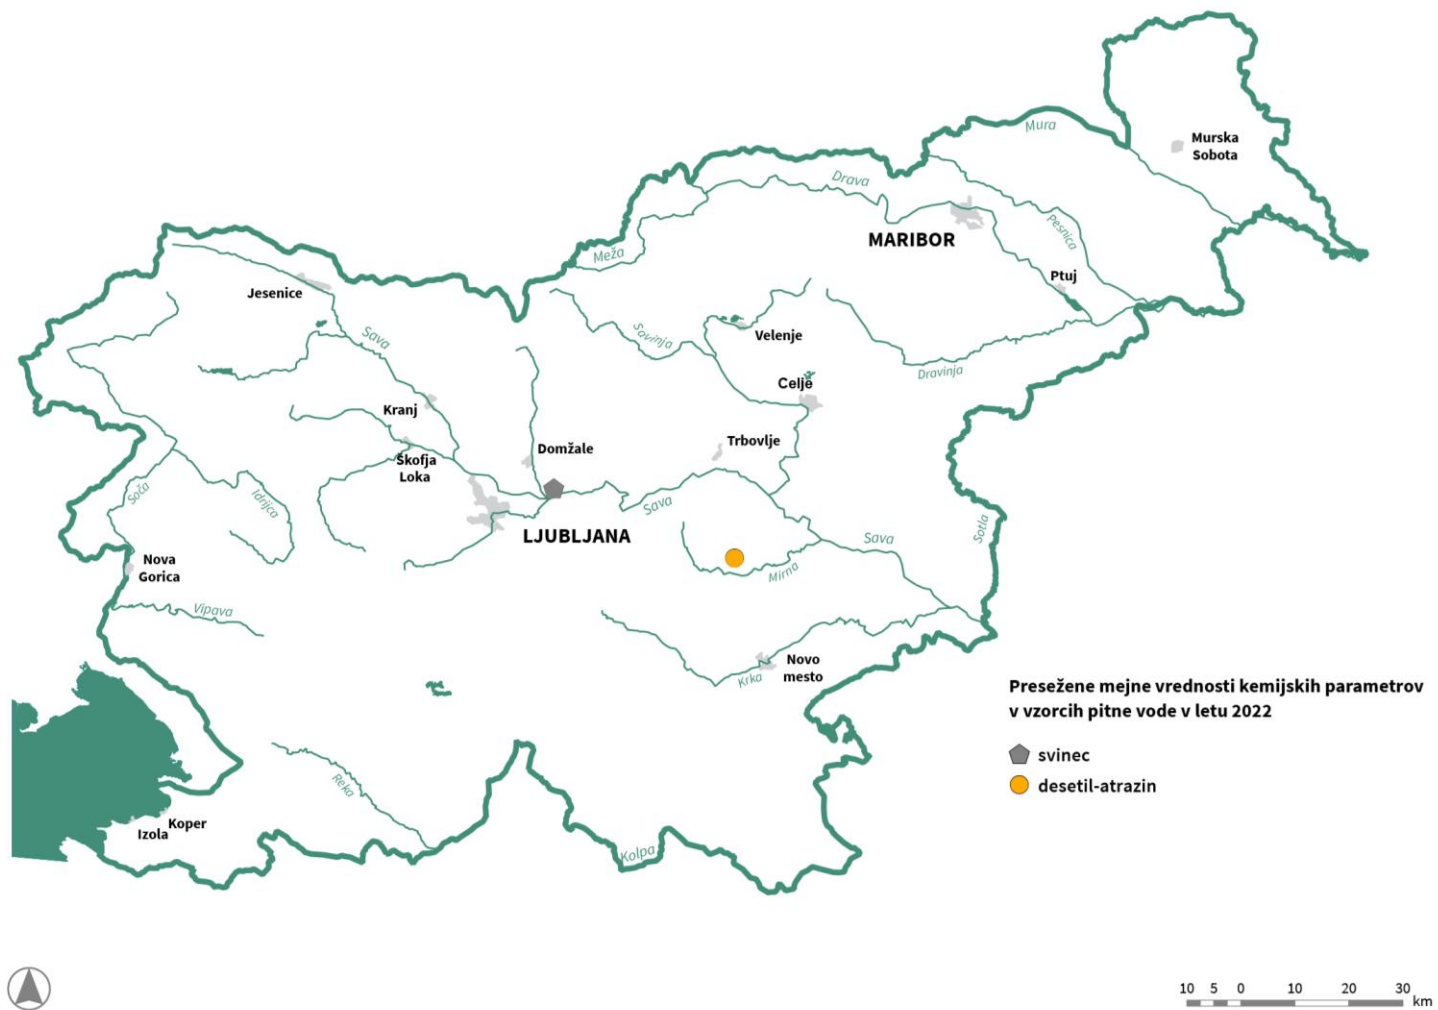 Mura
Murska
Sobota
Drava
Pesnica
MARIBOR
Meža
Ptuj
Jesenice
Sava
Savinja
Velenje
Dravinja
Celje
Kranj
Trbovlje
Domžale
Škofja
Loka
Soča
Idrijca
Sava
LJUBLJANA
Sava
Sotla
Nova
Gorica
Mirna
Vipava
Novo
mesto
Krka
Presežene mejne vrednosti kemijskih parametrov
v vzorcih pitne vode v letu 2022
svinec
desetil-atrazin
Reka
Koper
Izola
Kolpa
10 5 0 10 20 30
km